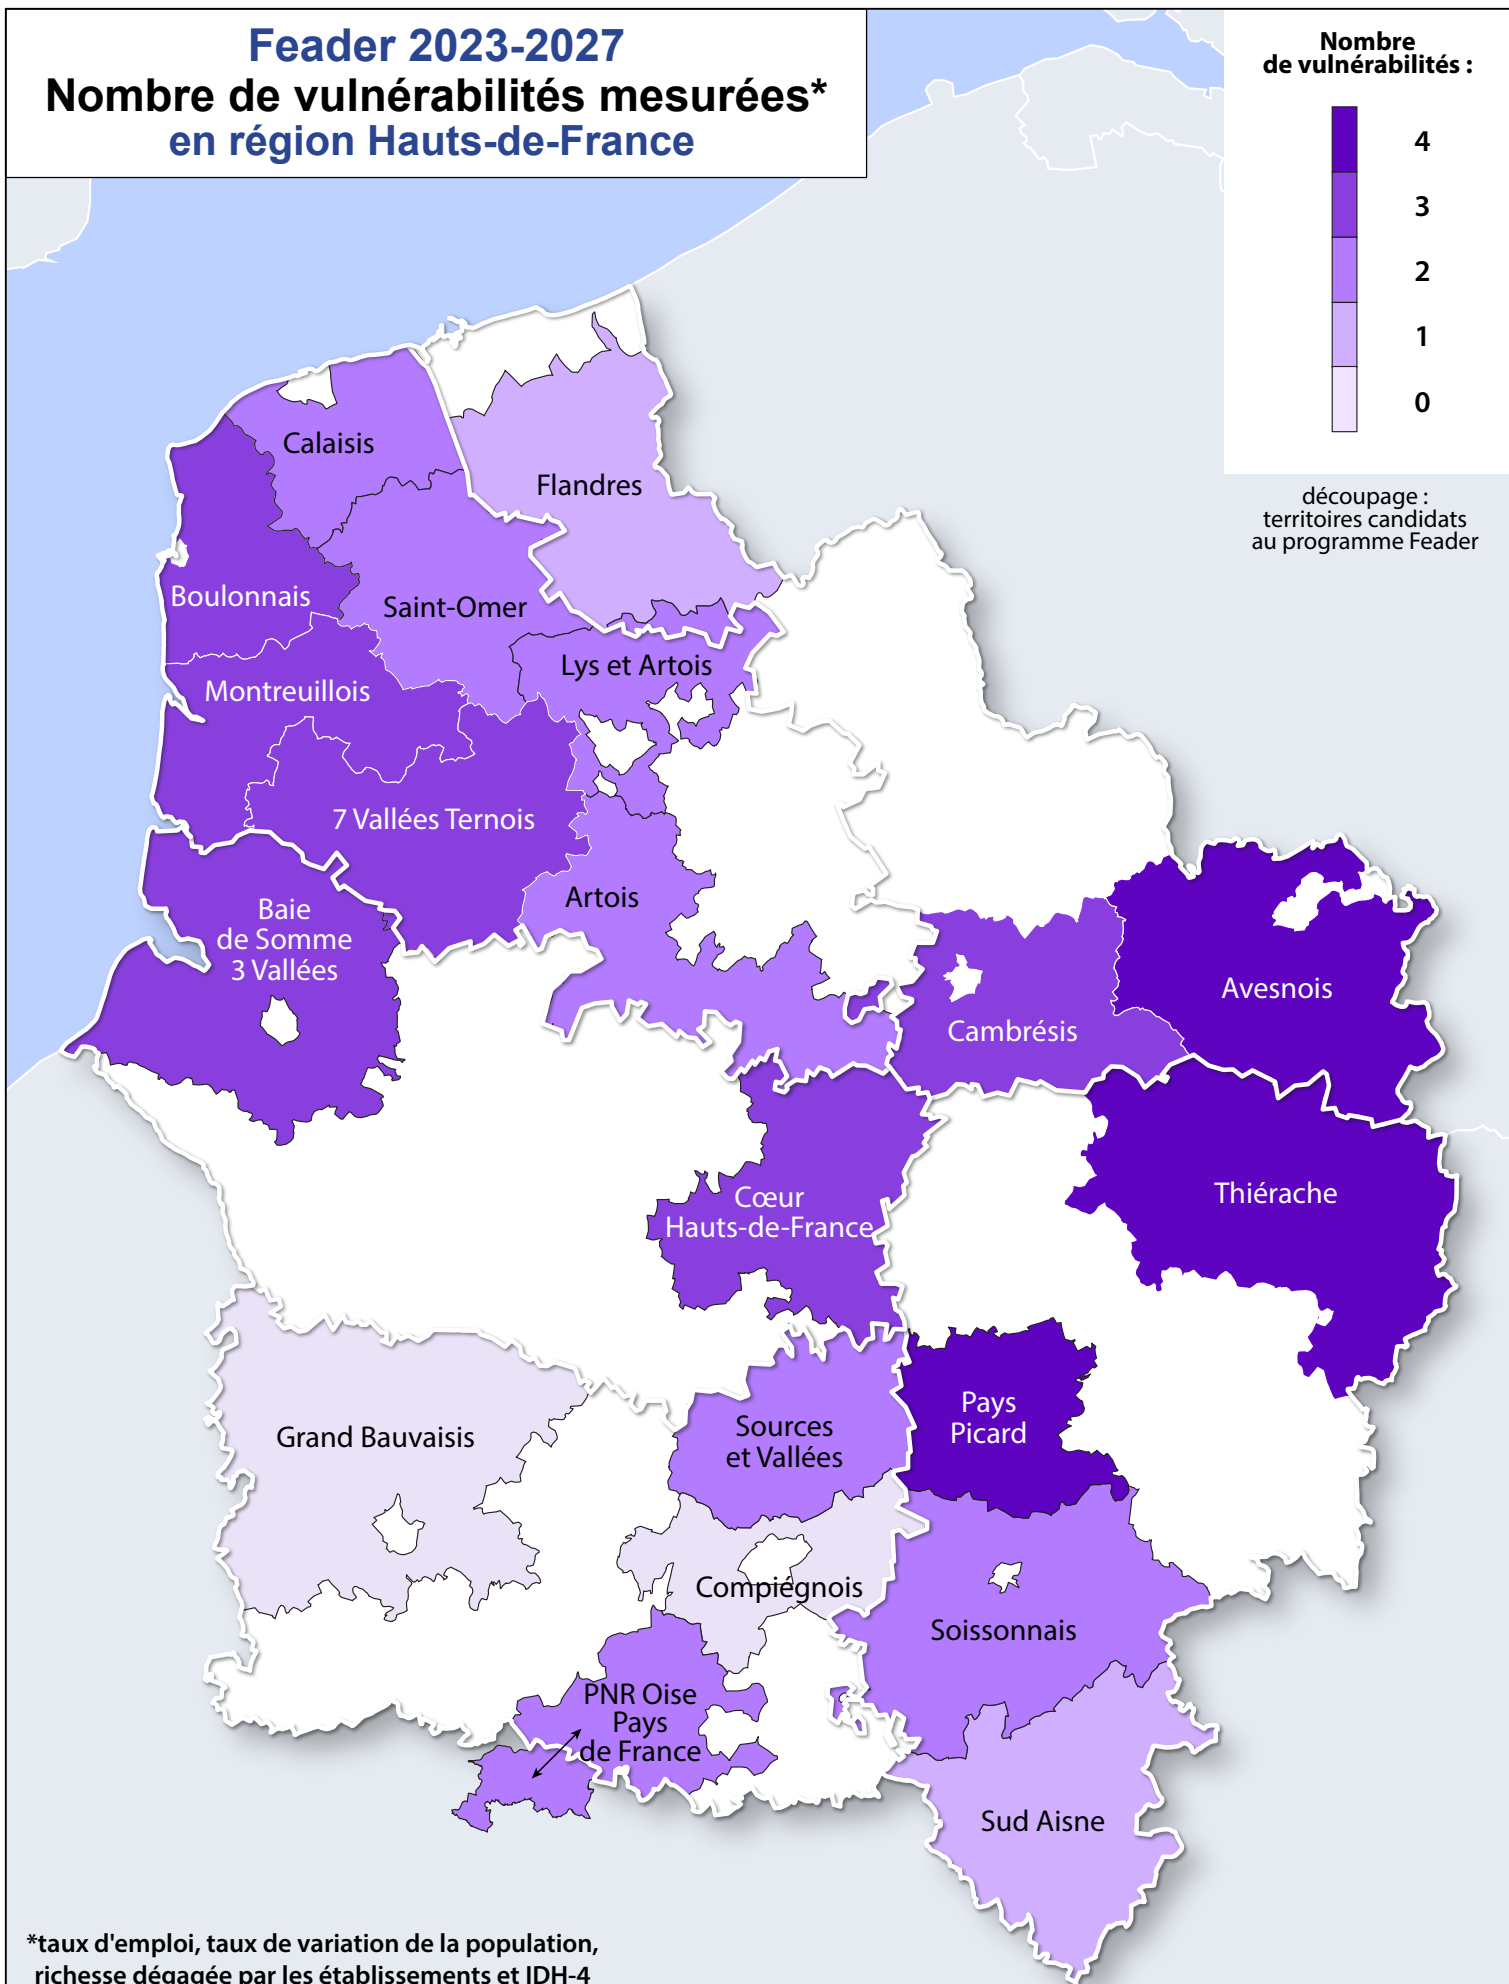 Feader 2023-2027
Nombre de vulnérabilités mesurées*
en région Hauts-de-France
Nombre
de vulnérabilités :
4
3
2
1
0
découpage :
territoires candidats
au programme Feader
Calaisis
Flandres
Boulonnais
Saint-Omer
Lys et Artois
Montreuillois
7 Vallées Ternois
Artois
Baie
de Somme
3 Vallées
Avesnois
Cambrésis
Thiérache
Cœur
Hauts-de-France
Pays
Picard
Sources
et Vallées
Grand Bauvaisis
Compiégnois
Soissonnais
PNR Oise
Pays
de France
Sud Aisne
*taux d'emploi, taux de variation de la population,
richesse dégagée par les établissements et IDH-4